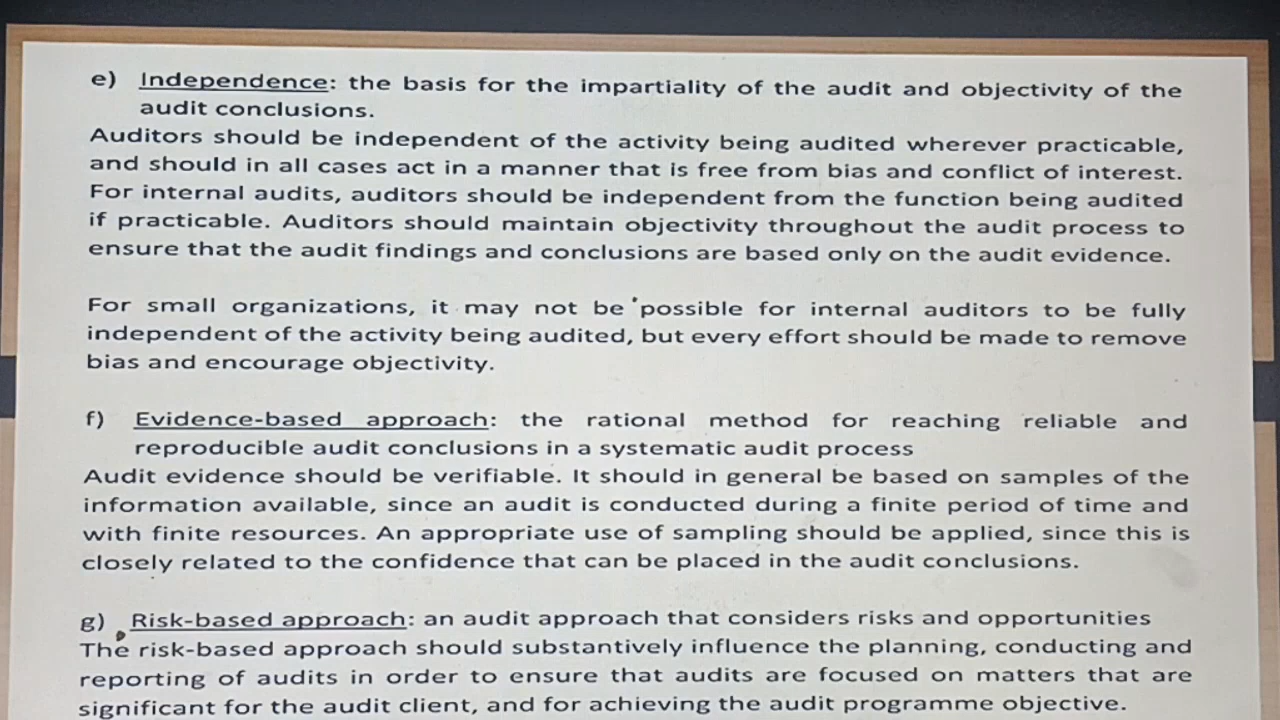 e) Independence: the basis for the impartiality of the audit and objectivity of the
audit conclusions.
Auditors should be independent of the activity being audited wherever practicable,
and should in all cases act in a manner that is free from bias and conflict of interest.
For internal audits, auditors should be independent from the function being audited
if practicable. Auditors should maintain objectivity throughout the audit process to
ensure that the audit findings and conclusions are based only on the audit evidence.
For small organizations, it may not be possible for internal auditors to be fully
independent of the activity being audited, but every effort should be made to remove
bias and encourage objectivity.
f) Evidence-based approach: the rational method for reaching reliable and
reproducible audit conclusions in a systematic audit process
Audit evidence should be verifiable. It should in general be based on samples of the
information available, since an audit is conducted during a finite period of time and
with finite resources. An appropriate use of sampling should be applied, since this is
closely related to the confidence that can be placed in the audit conclusions.
g) Risk-based approach: an audit approach that considers risks and opportunities
The risk-based approach should substantively influence the planning, conducting and
reporting of audits in order to ensure that audits are focused on matters that are
significant for the audit client, and for achieving the audit programme objective.